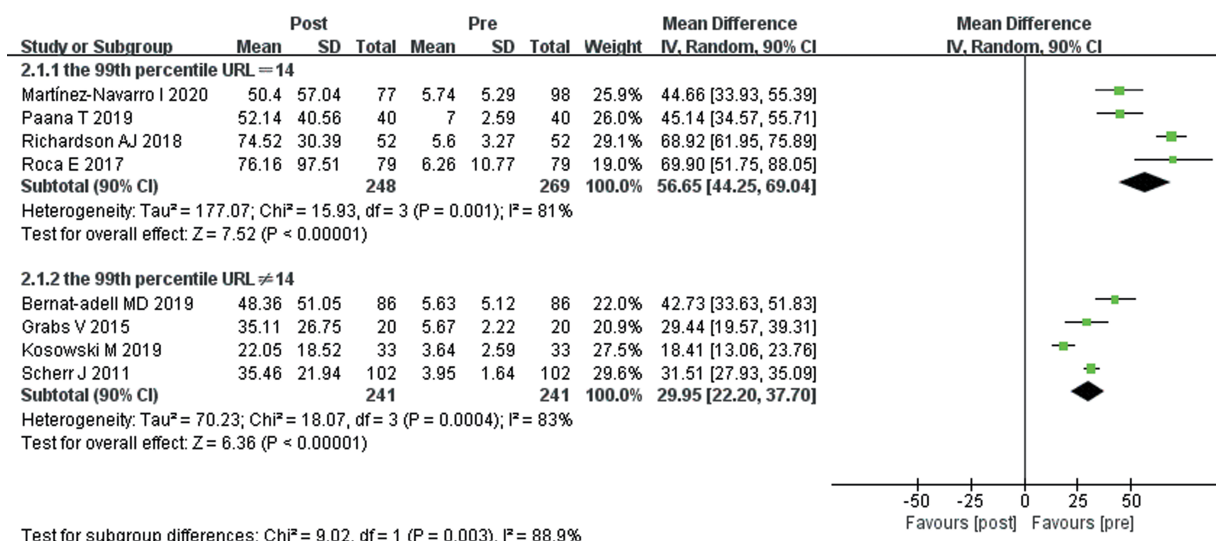 Post Pre Mean Difference Mean Difference
Study or Subgroup Mean SD Total Mean SD Total Weight IV, Random, 90% CI IV, Random, 90% CI
2.1.1 the 99th percentile URL＝14
Martínez-Navarro I 2020 50.4 57.04 77 5.74 5.29 98 25.9% 44.66 [33.93, 55.39]
Paana T 2019 52.14 40.56 40 7 2.59 40 26.0% 45.14 [34.57, 55.71]
Richardson AJ 2018 74.52 30.39 52 5.6 3.27 52 29.1% 68.92 [61.95, 75.89]
Roca E 2017 76.16 97.51 79 6.26 10.77 79 19.0% 69.90 [51.75, 88.05]
Subtotal (90% CI) 248 269 100.0% 56.65 [44.25, 69.04]
Heterogeneity: Tau² = 177.07; Chi² = 15.93, df = 3 (P = 0.001); I² = 81%
Test for overall effect: Z = 7.52 (P < 0.00001)
2.1.2 the 99th percentile URL≠14
Bernat-adell MD 2019 48.36 51.05 86 5.63 5.12 86 22.0% 42.73 [33.63, 51.83]
Grabs V 2015 35.11 26.75 20 5.67 2.22 20 20.9% 29.44 [19.57, 39.31]
Kosowski M 2019 22.05 18.52 33 3.64 2.59 33 27.5% 18.41 [13.06, 23.76]
Scherr J 2011 35.46 21.94 102 3.95 1.64 102 29.6% 31.51 [27.93, 35.09]
Subtotal (90% CI) 241 241 100.0% 29.95 [22.20, 37.70]
Heterogeneity: Tau² = 70.23; Chi² = 18.07, df = 3 (P = 0.0004); I² = 83%
Test for overall effect: Z = 6.36 (P < 0.00001)
-50 -25 0 25 50
Favours [post] Favours [pre]
Test for subgroup differences: Chi² = 9.02, df = 1 (P = 0.003), I² = 88.9%